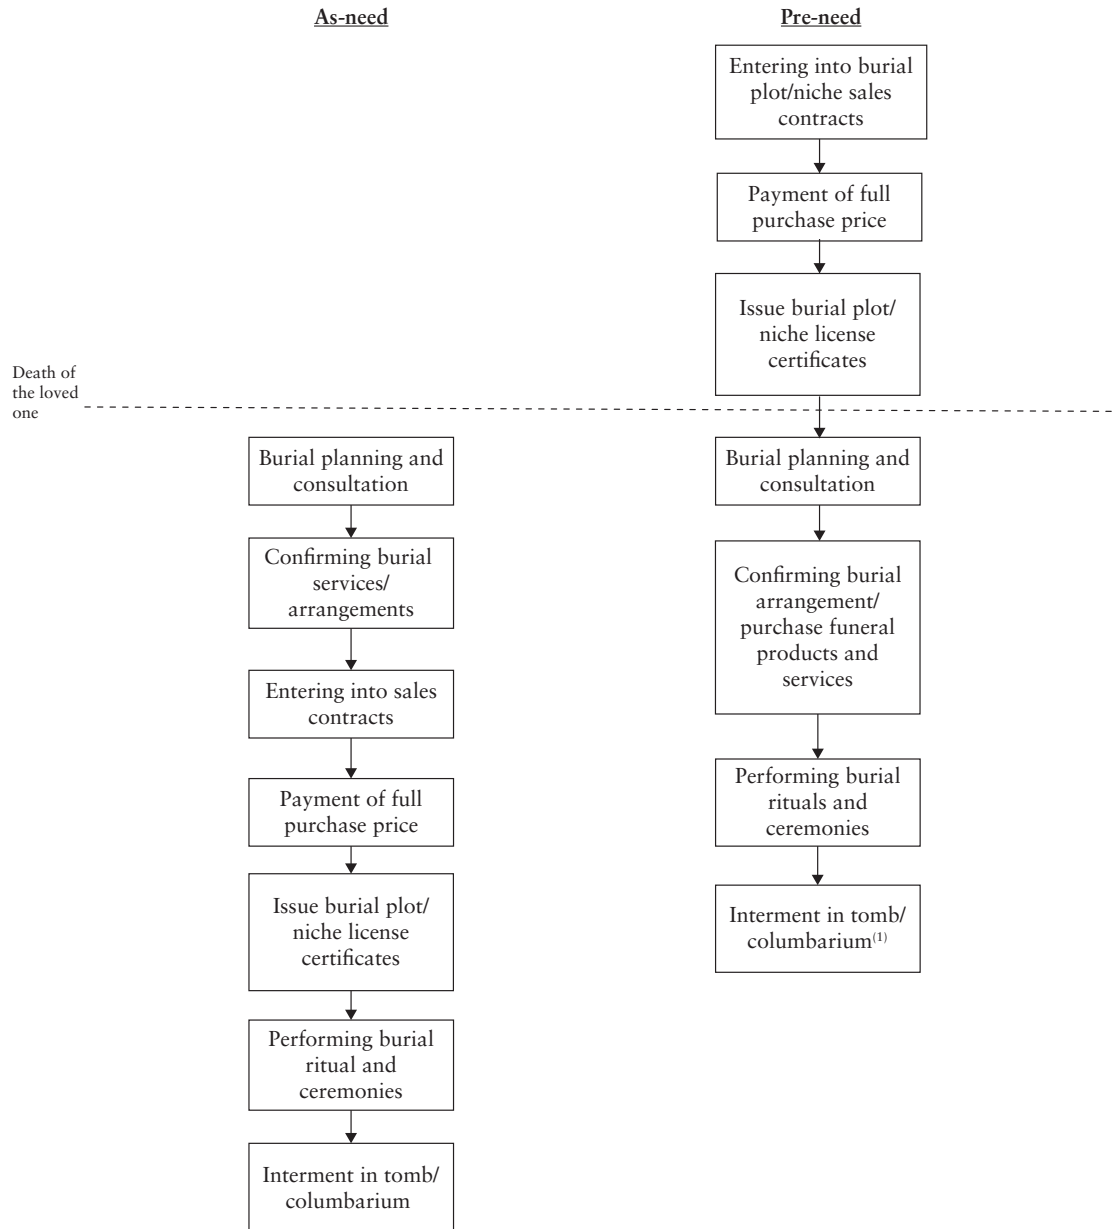 As-need
Pre-need
Entering into burial
plot/niche sales
contracts
Payment of full
purchase price
Issue burial plot/
niche license
certificates
Death of
the loved
one
Burial planning and
consultation
Confirming burial
services/
arrangements
Entering into sales
contracts
Payment of full
purchase price
Issue burial plot/
niche license
certificates
Performing burial
ritual and
ceremonies
Interment in tomb/
columbarium
Burial planning and
consultation
Confirming burial
arrangement/
purchase funeral
products and
services
Performing burial
rituals and
ceremonies
Interment in tomb/
columbarium(1)